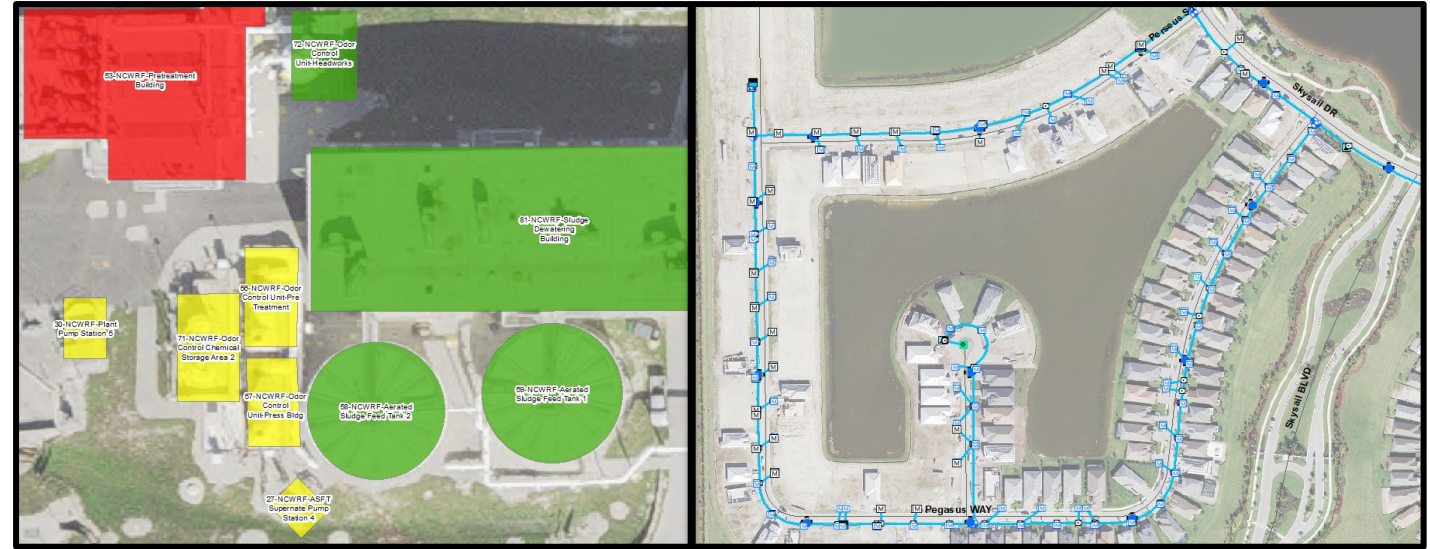 72-NCWRF-Odor
Control
Unit-Headworks
53-NCWRF-Pretreatment
Building
81-NCWRF-Sludge
Dewatering
Building
56-NCWRF-Odor
Control Unit-Pre
Treatment
30-NCWRF-Plant
Pump Station 5
71-NCWRF-Odor
Control Chemical
Storage Area 2
57-NCWRF-Odor
Control
Unit-Press Bldg
58-NCWRF-Aerated
Sludge Feed Tank 2
59-NCWRF-Aerated
Sludge Feed Tank 1
27-NCWRF-ASFT
Supernate Pump
Station 4
Perseus
Skysail DR
Skysail BLVD
Pegasus WAY